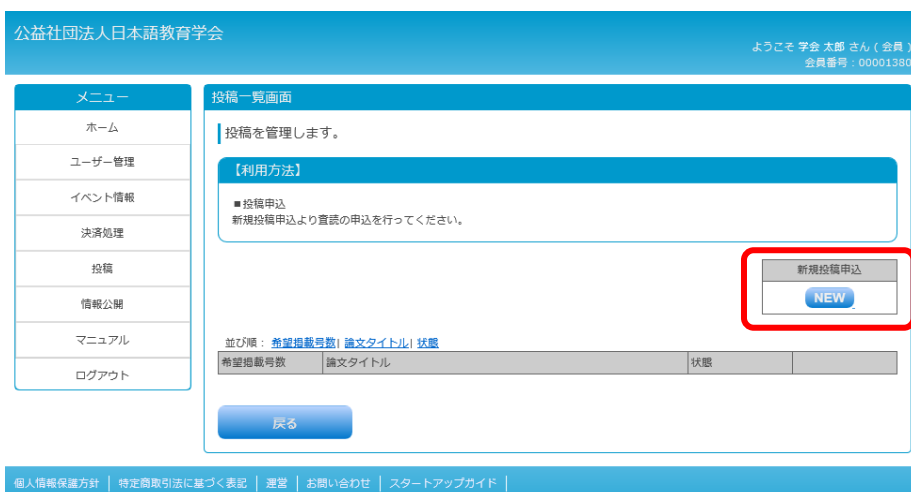 公益社団法人日本語教育学会
ようこそ 学会 太郎 さん ( 会員 )
会員番号 : 00001380
メニュー
ホーム
ユーザー管理
イベント情報
決済処理
投稿
情報公開
マニュアル
ログアウト
投稿一覧画面
投稿を管理します。
【利用方法】
■投稿申込
新規投稿申込より査読の申込を行ってください。
新規投稿申込
NEW
並び順： 希望掲載号数| 論文タイトル| 状態
希望掲載号数 論文タイトル 状態
戻る
個人情報保護方針 | 特定商取引法に基づく表記 | 運営 | お問い合わせ | スタートアップガイド |